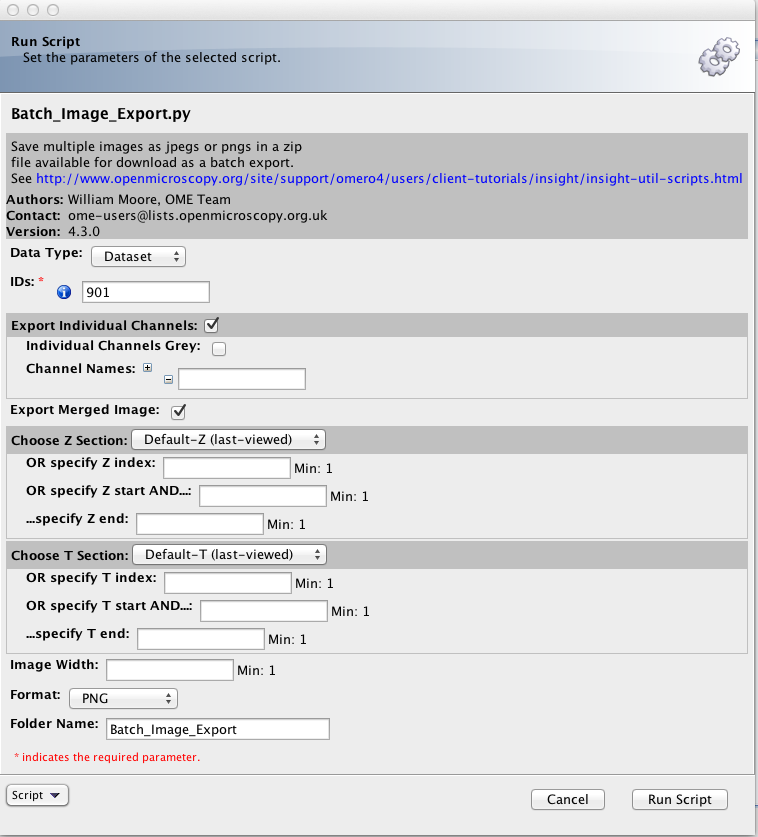 Run Script
Set the parameters of the selected script.
Batch_Image_Export.py
Save multiple images as jpegs or pngs in a zip
file available for download as a batch export.
See http://www.openmicroscopy.org/site/support/omero4/users/client-tutorials/insight/insight-util-scripts.html
Authors: William Moore, OME Team
Contact: ome-users@lists.openmicroscopy.org.uk
Version: 4.3.0
Data Type: Dataset
IDs: * 901
Export Individual Channels:
Individual Channels Grey:
Channel Names:
Export Merged Image:
Choose Z Section: Default-Z (last-viewed)
OR specify Z index: Min: 1
OR specify Z start AND...: Min: 1
...specify Z end: Min: 1
Choose T Section: Default-T (last-viewed)
OR specify T index: Min: 1
OR specify T start AND...: Min: 1
...specify T end: Min: 1
Image Width: Min: 1
Format: PNG
Folder Name: Batch_Image_Export
* indicates the required parameter.
Script Cancel Run Script